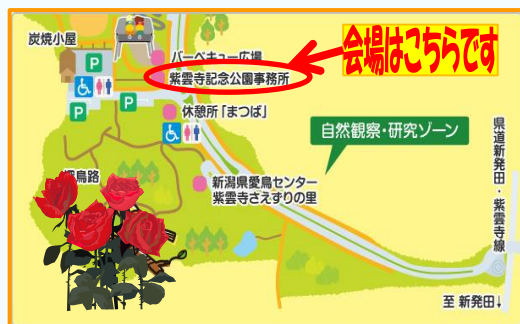 炭焼小屋
バーベキュー広場
会場はこちらです
P
紫雲寺記念公園事務所
P
P
休憩所「まつば」
自然観察・研究ゾーン
県道新発田・紫雲寺線
鳥路
新潟県愛鳥センター
紫雲寺さえずりの里
至 新発田↓